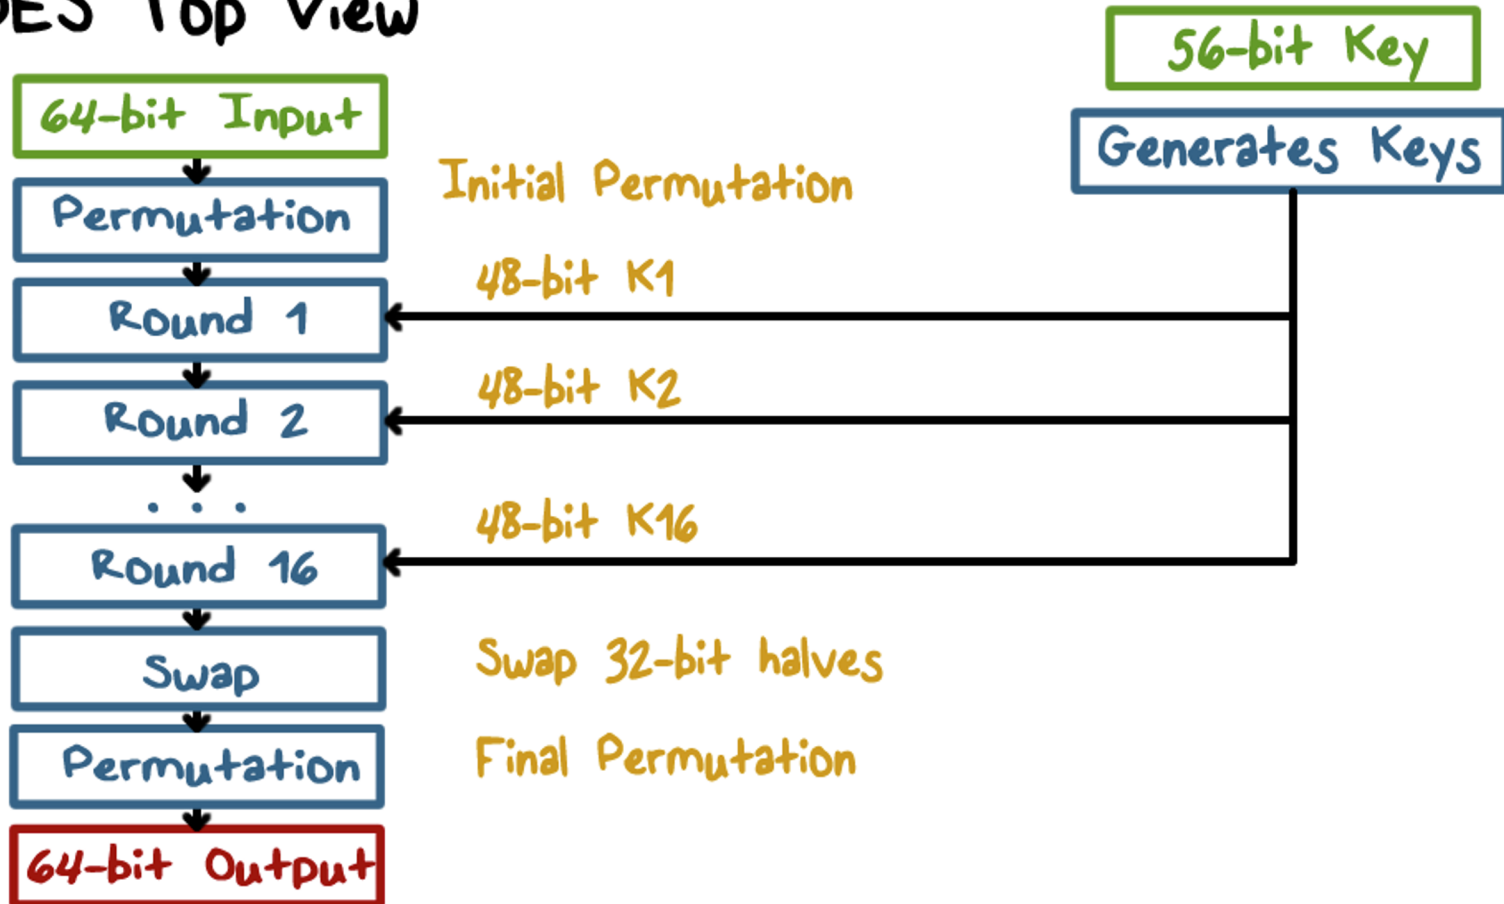 DES Top View
56-bit Key
Generates Keys
64-bit Input
Permutation
Initial Permutation
48-bit K1
Round 1
48-bit K2
Round 2
. . .
48-bit K16
Round 16
Swap
Swap 32-bit halves
Permutation
Final Permutation
64-bit Output